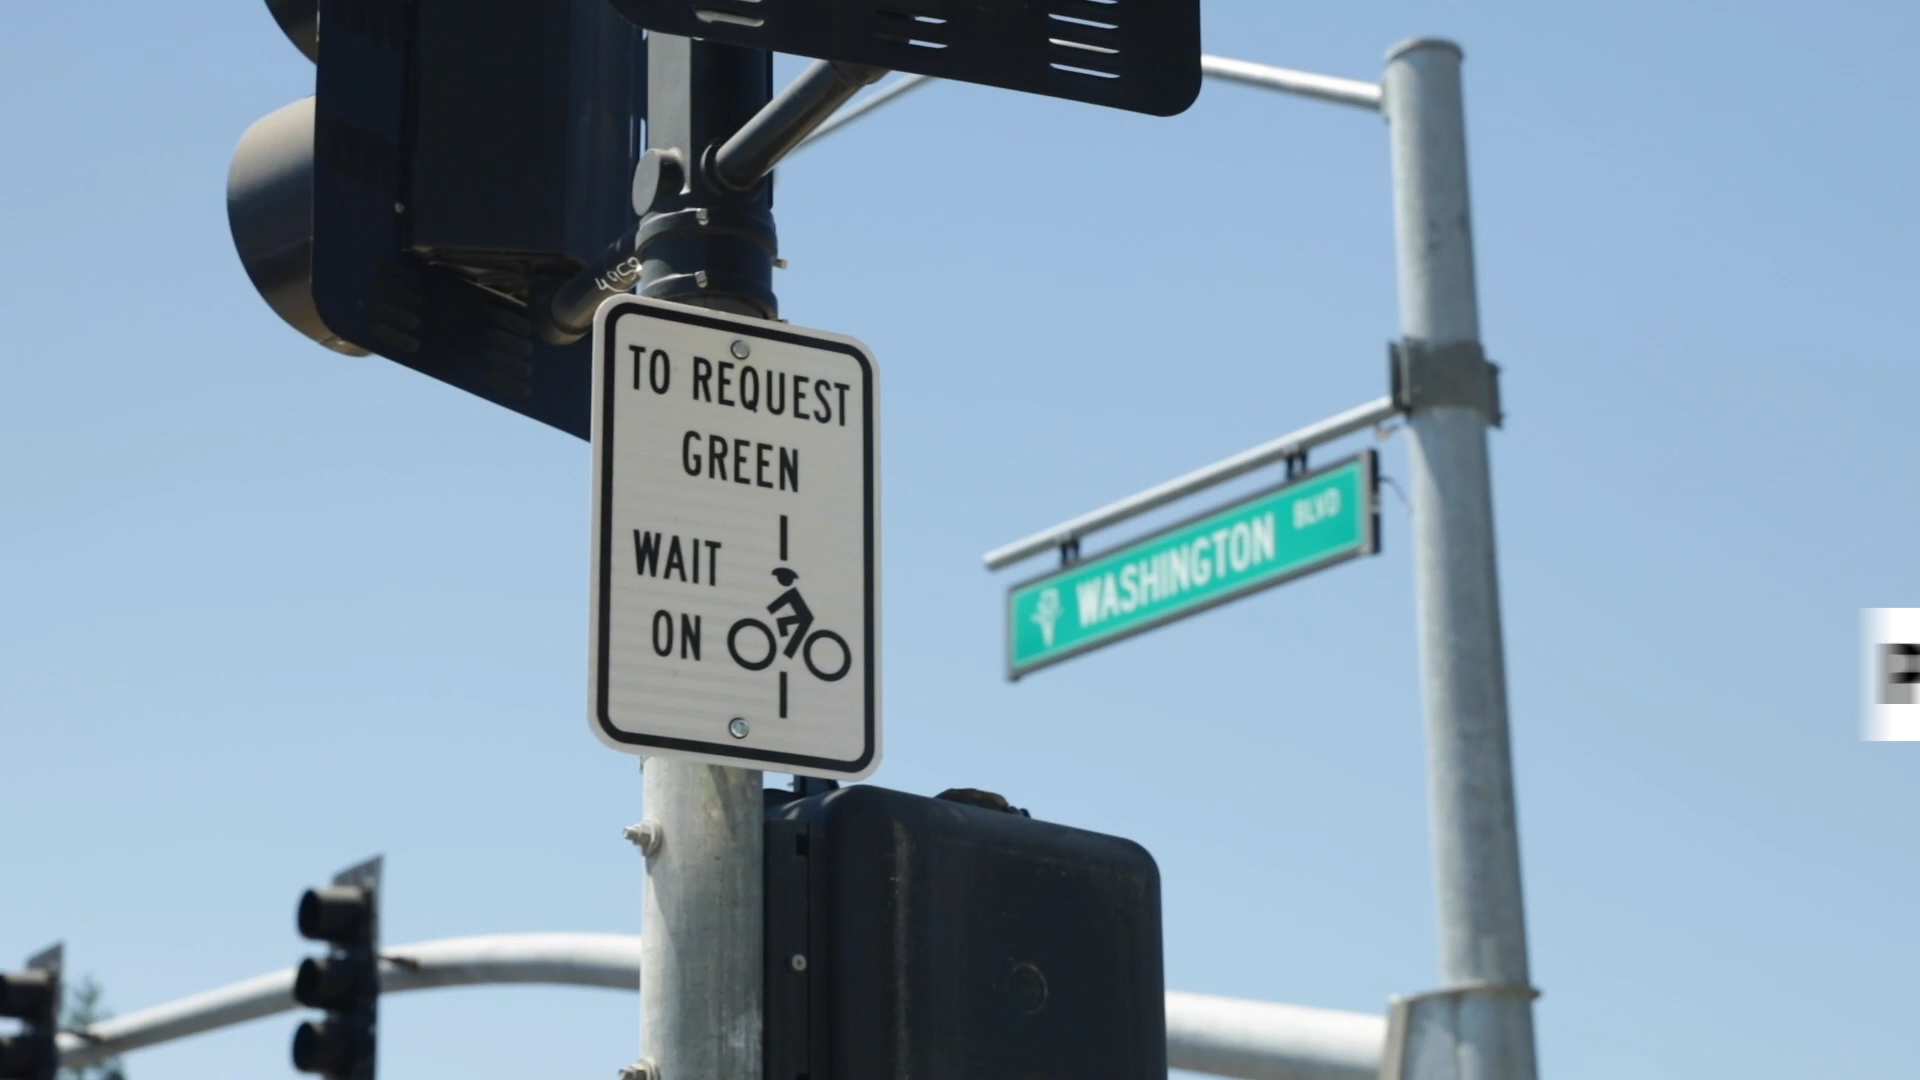 TO REQUEST
GREEN
WAIT
ON
WASHINGTON BLVD